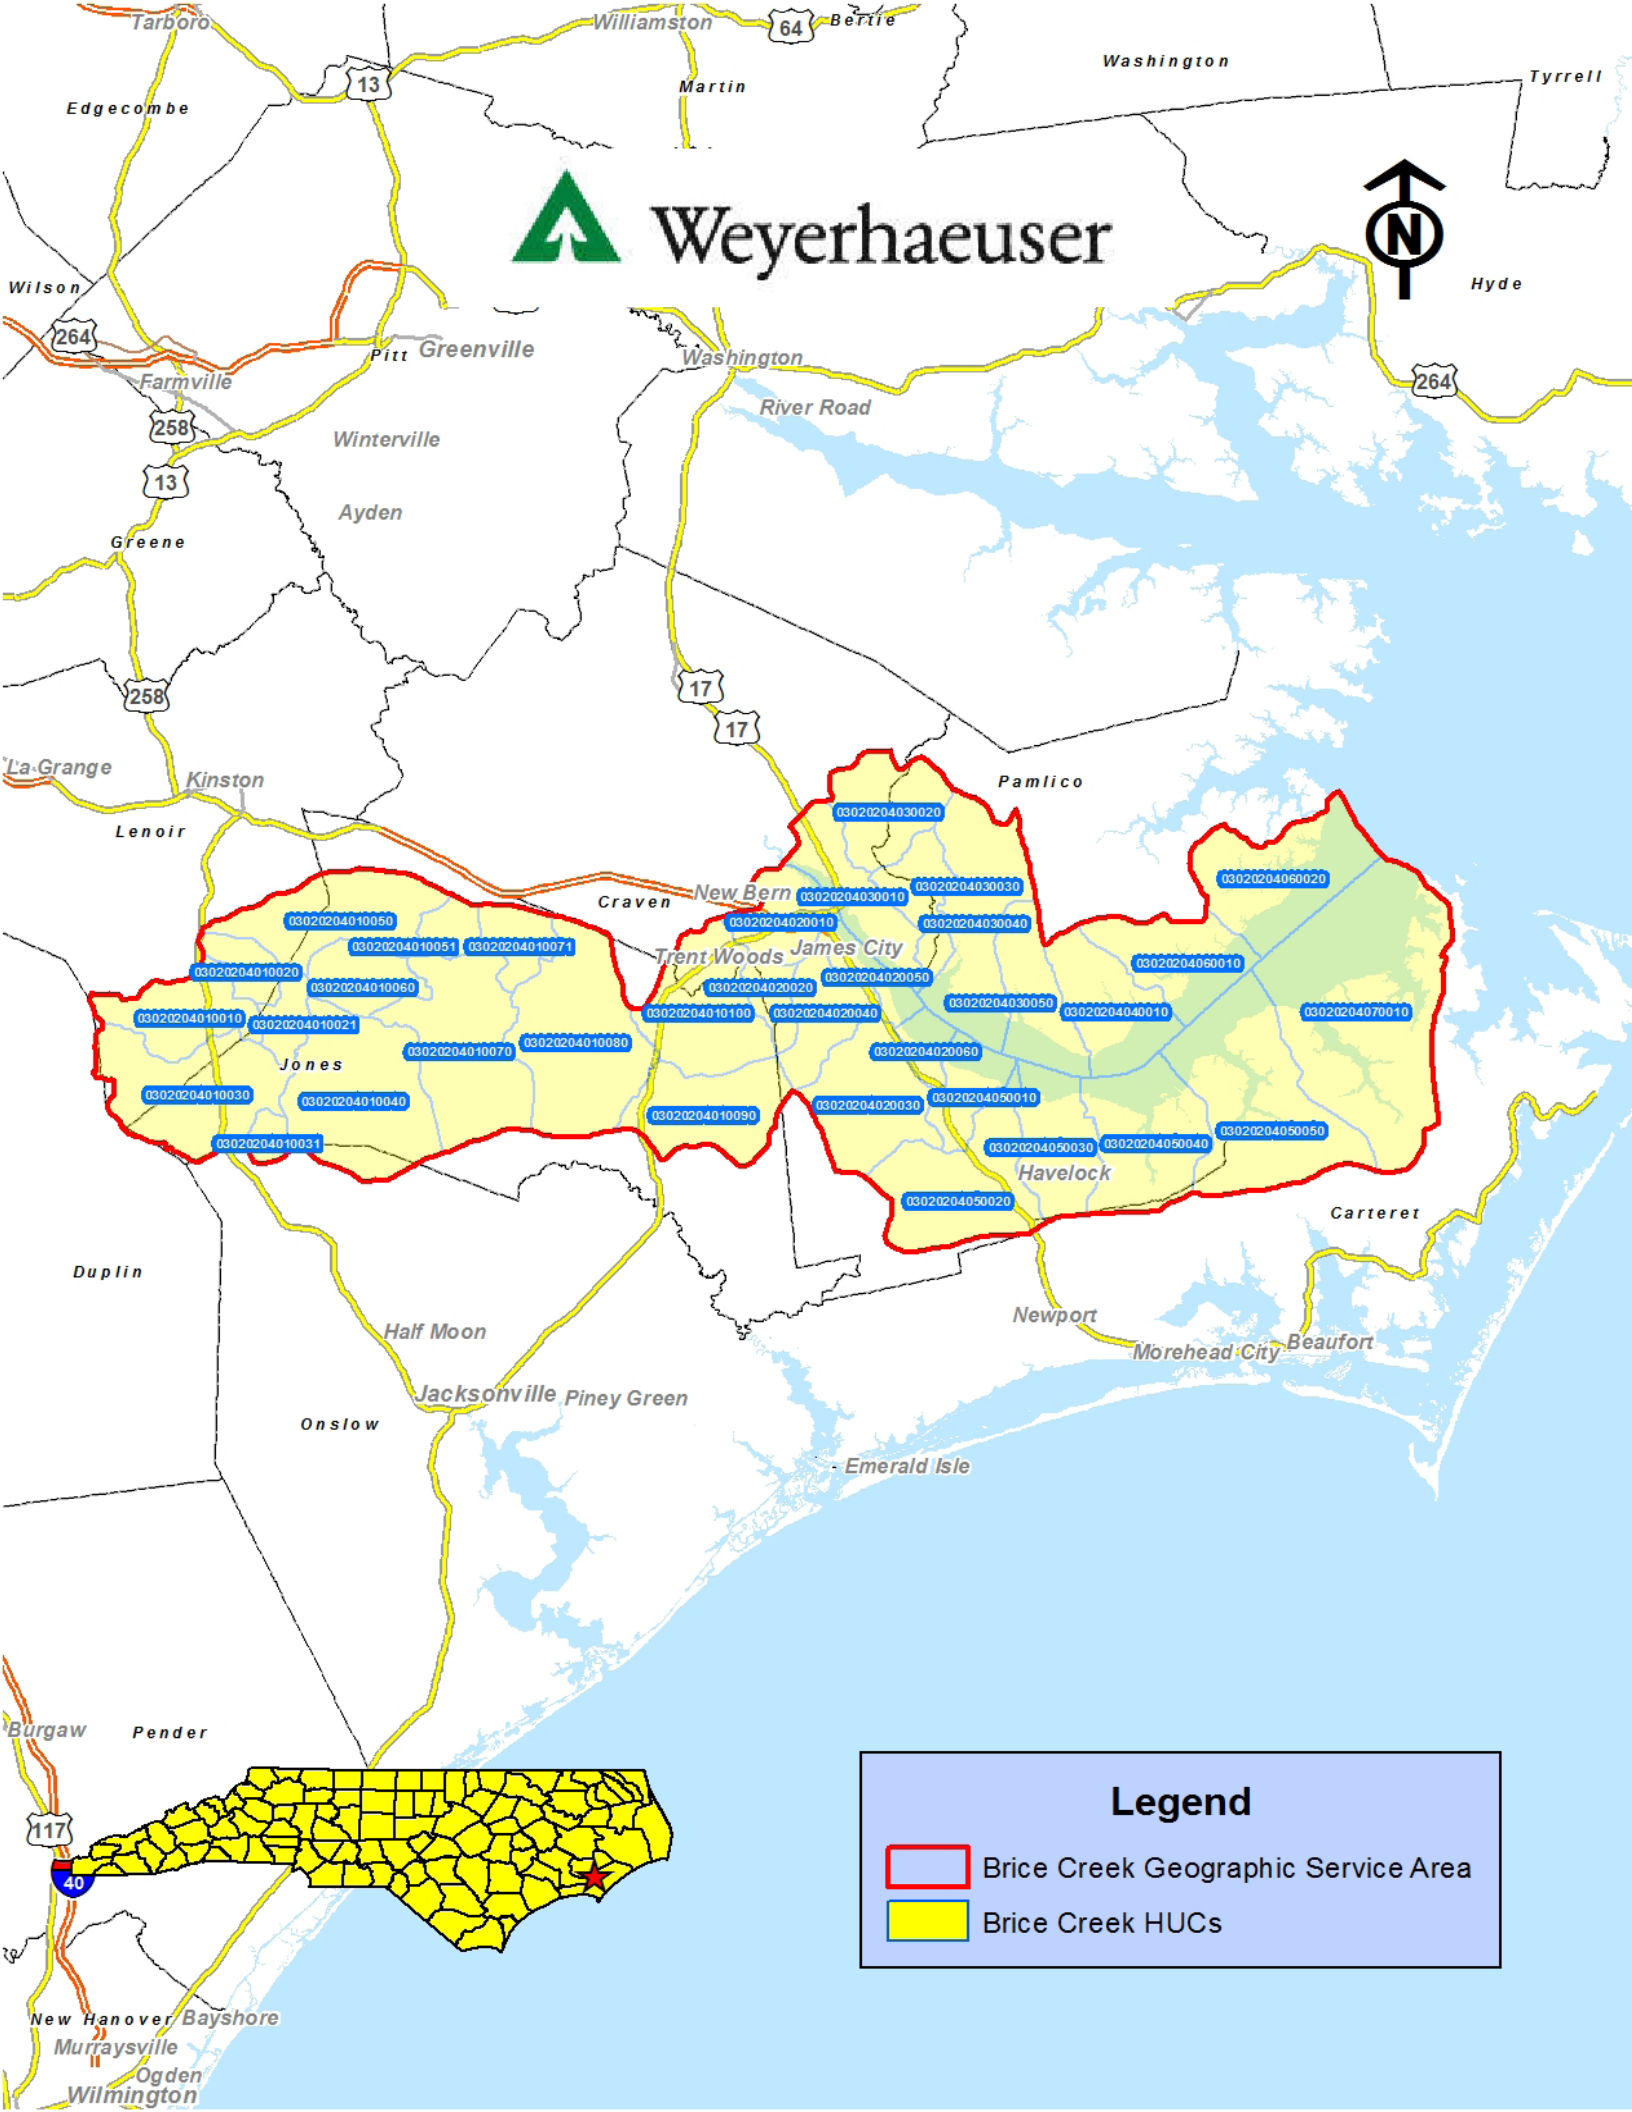 Tarboro
Williamston
64
Bertie
Washington
Tyrrell
13
Martin
Edgecombe
Weyerhaeuser
N
Wilson
Hyde
264
Pitt
Greenville
Washington
Farmville
264
River Road
258
Winterville
13
Ayden
Greene
17
258
17
La Grange
Kinston
Pamlico
Lenoir
03020204030020
03020204060020
New Bern
03020204030010
03020204030030
Craven
03020204010050
03020204020010
03020204030040
03020204010051
03020204010071
Trent Woods
James City
03020204060010
03020204010020
03020204010060
03020204020020
03020204020050
03020204030050
03020204010010
03020204010021
03020204010100
03020204020040
03020204040010
03020204070010
03020204010080
03020204010070
03020204020060
Jones
03020204010030
03020204010040
03020204010090
03020204020030
03020204050010
03020204010031
03020204050030
03020204050040
03020204050050
Havelock
03020204050020
Carteret
Duplin
Newport
Half Moon
Morehead City
Beaufort
Jacksonville
Piney Green
Onslow
Emerald Isle
Burgaw
Pender
117
40
Legend
Brice Creek Geographic Service Area
Brice Creek HUCs
New Hanover
Bayshore
Murraysville
Ogden
Wilmington